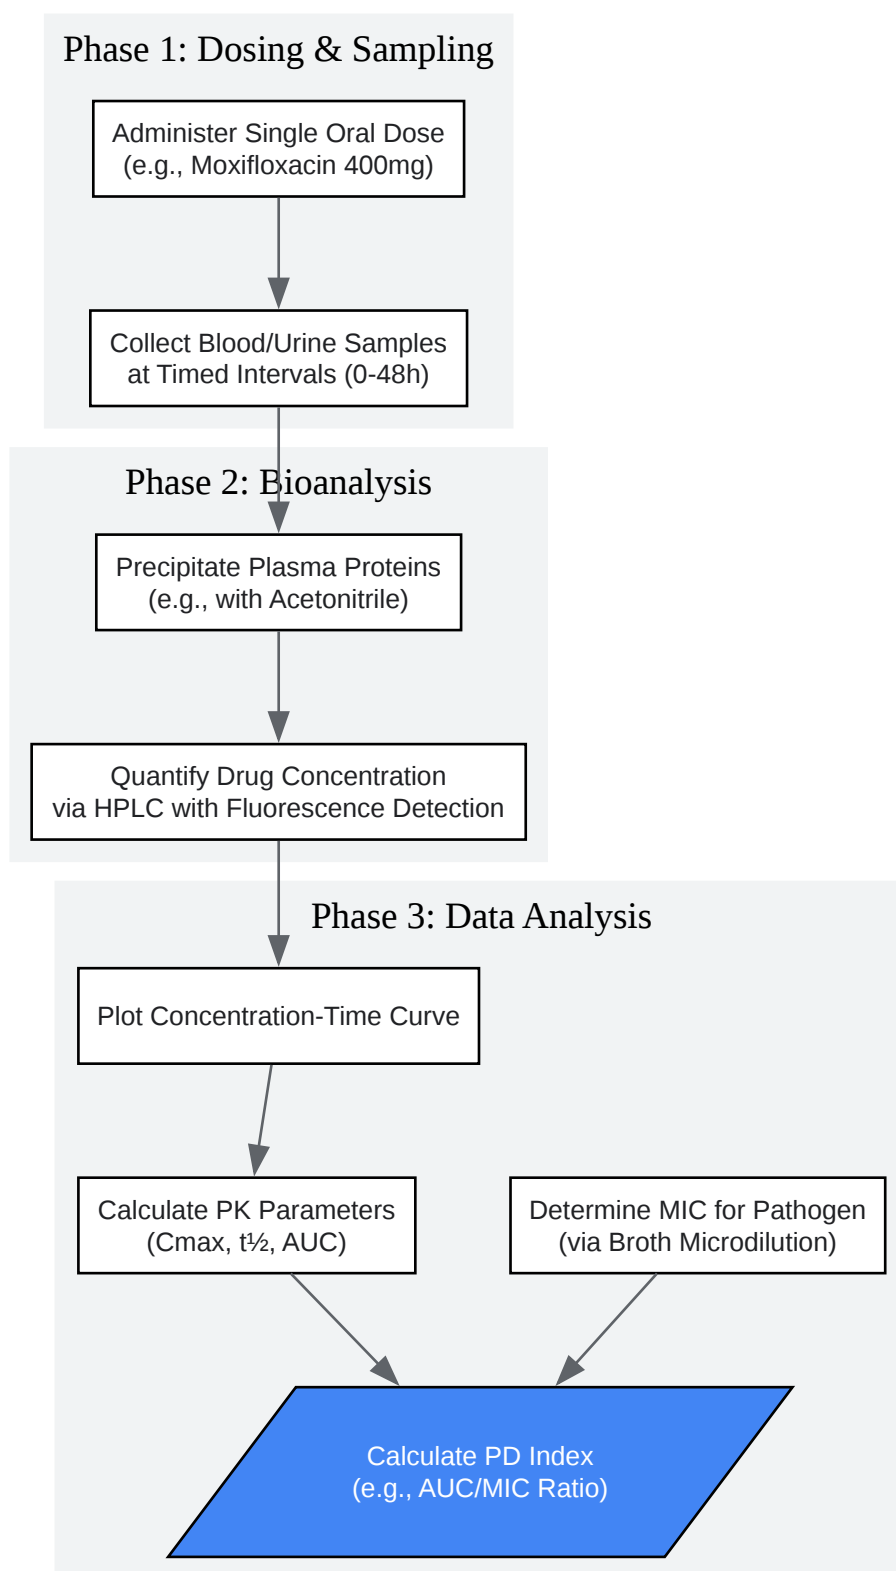 Phase 1: Dosing & Sampling
Administer Single Oral Dose
(e.g., Moxifloxacin 400mg)
Collect Blood/Urine Samples
at Timed Intervals (0-48h)
Phase 2: Bioanalysis
Precipitate Plasma Proteins
(e.g., with Acetonitrile)
Quantify Drug Concentration
via HPLC with Fluorescence Detection
Phase 3: Data Analysis
Plot Concentration-Time Curve
Calculate PK Parameters
(Cmax, t½, AUC)
Determine MIC for Pathogen
(via Broth Microdilution)
Calculate PD Index
(e.g., AUC/MIC Ratio)